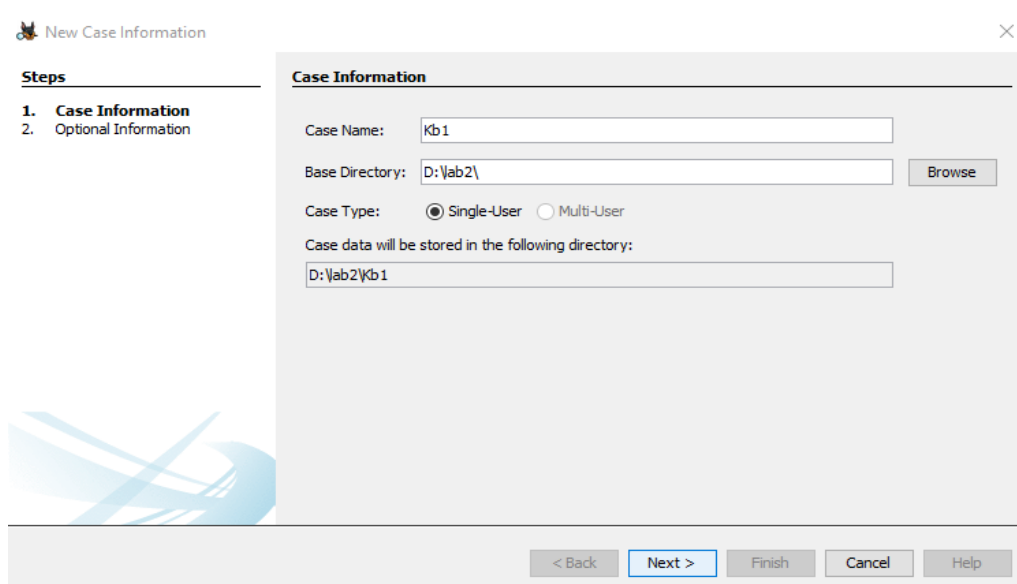 New Case Information
Steps
1. Case Information
2. Optional Information
Case Information
Case Name: Kb1
Base Directory: D:\lab2\ Browse
Case Type: Single-User Multi-User
Case data will be stored in the following directory:
D:\lab2\Kb1
< Back Next > Finish Cancel Help